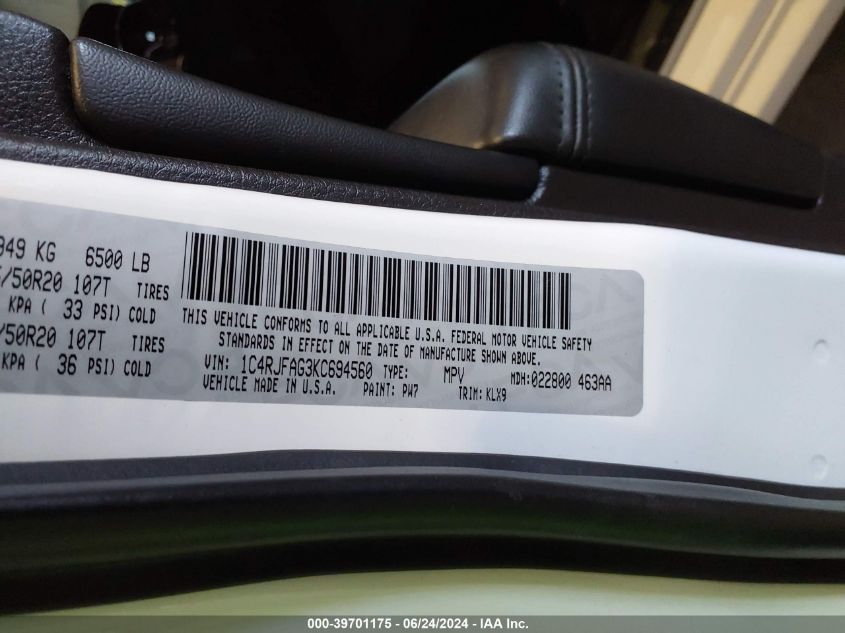 949 KG 6500 LB
/50R20 107T TIRES
KPA ( 33 PSI) COLD
/50R20 107T TIRES
KPA ( 36 PSI) COLD
THIS VEHICLE CONFORMS TO ALL APPLICABLE U.S.A. FEDERAL MOTOR VEHICLE SAFETY
STANDARDS IN EFFECT ON THE DATE OF MANUFACTURE SHOWN ABOVE.
VIN: 1C4RJFAG3KC694560 TYPE: MPV MDH:022800 463AA
VEHICLE MADE IN U.S.A. PAINT: PW7 TRIM:KLX9
000-39701175 - 06/24/2024 - IAA Inc.